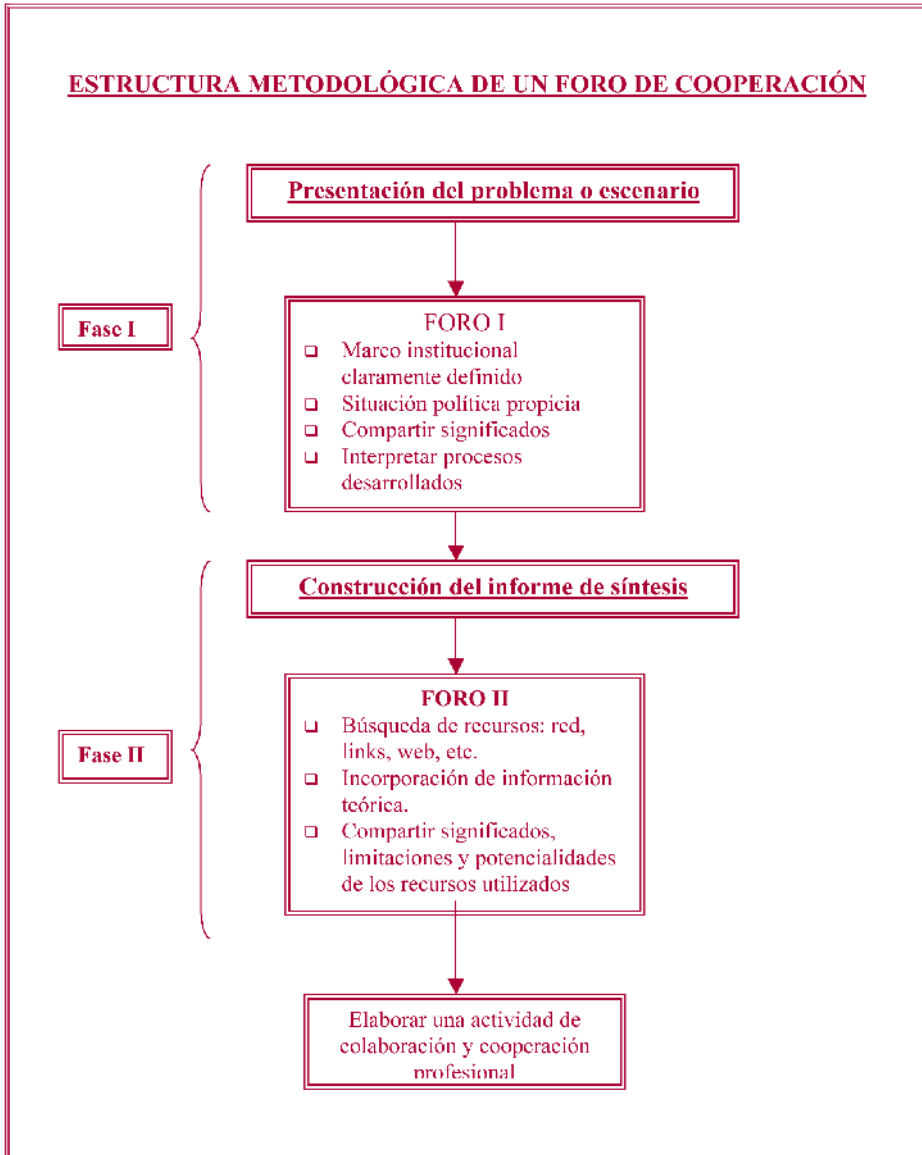 ESTRUCTURA METODOLÓGICA DE UN FORO DE COOPERACIÓN
Presentación del problema o escenario
Fase I
FORO I
❑ Marco institucional
claramente definido
❑ Situación política propicia
❑ Compartir significados
❑ Interpretar procesos
desarrollados
Construcción del informe de síntesis
Fase II
FORO II
❑ Búsqueda de recursos: red,
links, web, etc.
❑ Incorporación de información
teórica.
❑ Compartir significados,
limitaciones y potencialidades
de los recursos utilizados
Elaborar una actividad de
colaboración y cooperación
profesional